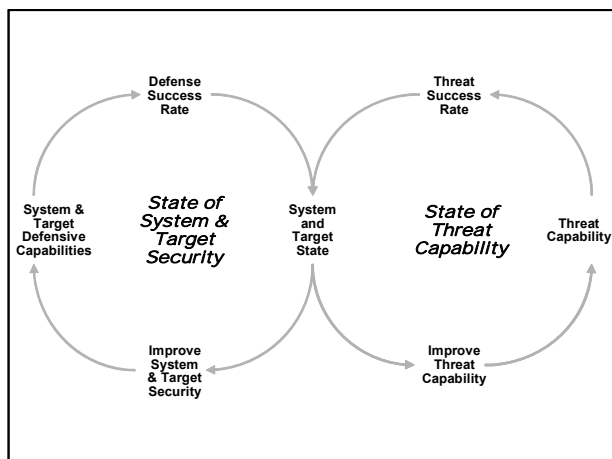 Defense
Success
Rate
Threat
Success
Rate
System &
Target
Defensive
Capabilities
State of
System &
Target
Security
System
and
Target
State
State of
Threat
Capability
Threat
Capability
Improve
System
& Target
Security
Improve
Threat
Capability